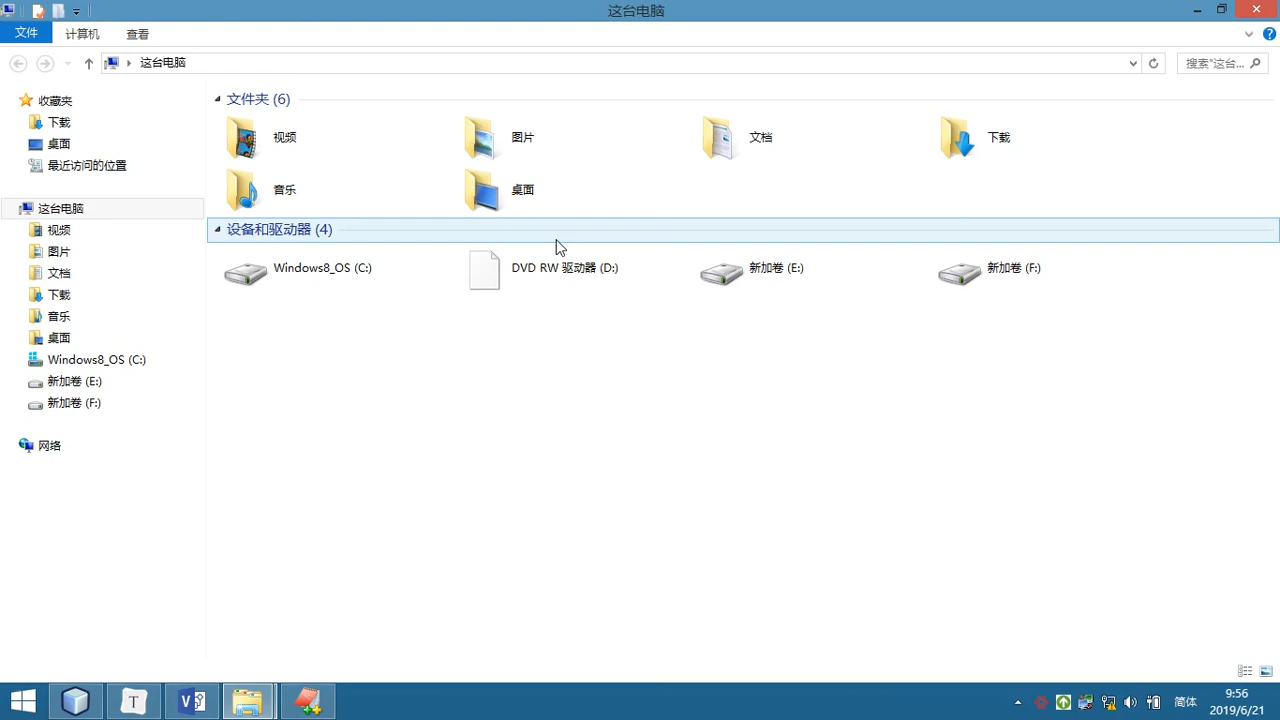 这台电脑
文件
计算机
查看
这台电脑
搜索"这台...
收藏夹
下载
桌面
最近访问的位置
这台电脑
视频
图片
文档
下载
音乐
桌面
Windows8_OS (C:)
新加卷 (E:)
新加卷 (F:)
网络
文件夹 (6)
视频
图片
文档
下载
音乐
桌面
设备和驱动器 (4)
Windows8_OS (C:)
DVD RW 驱动器 (D:)
新加卷 (E:)
新加卷 (F:)
T
V
简体
9:56
2019/6/21